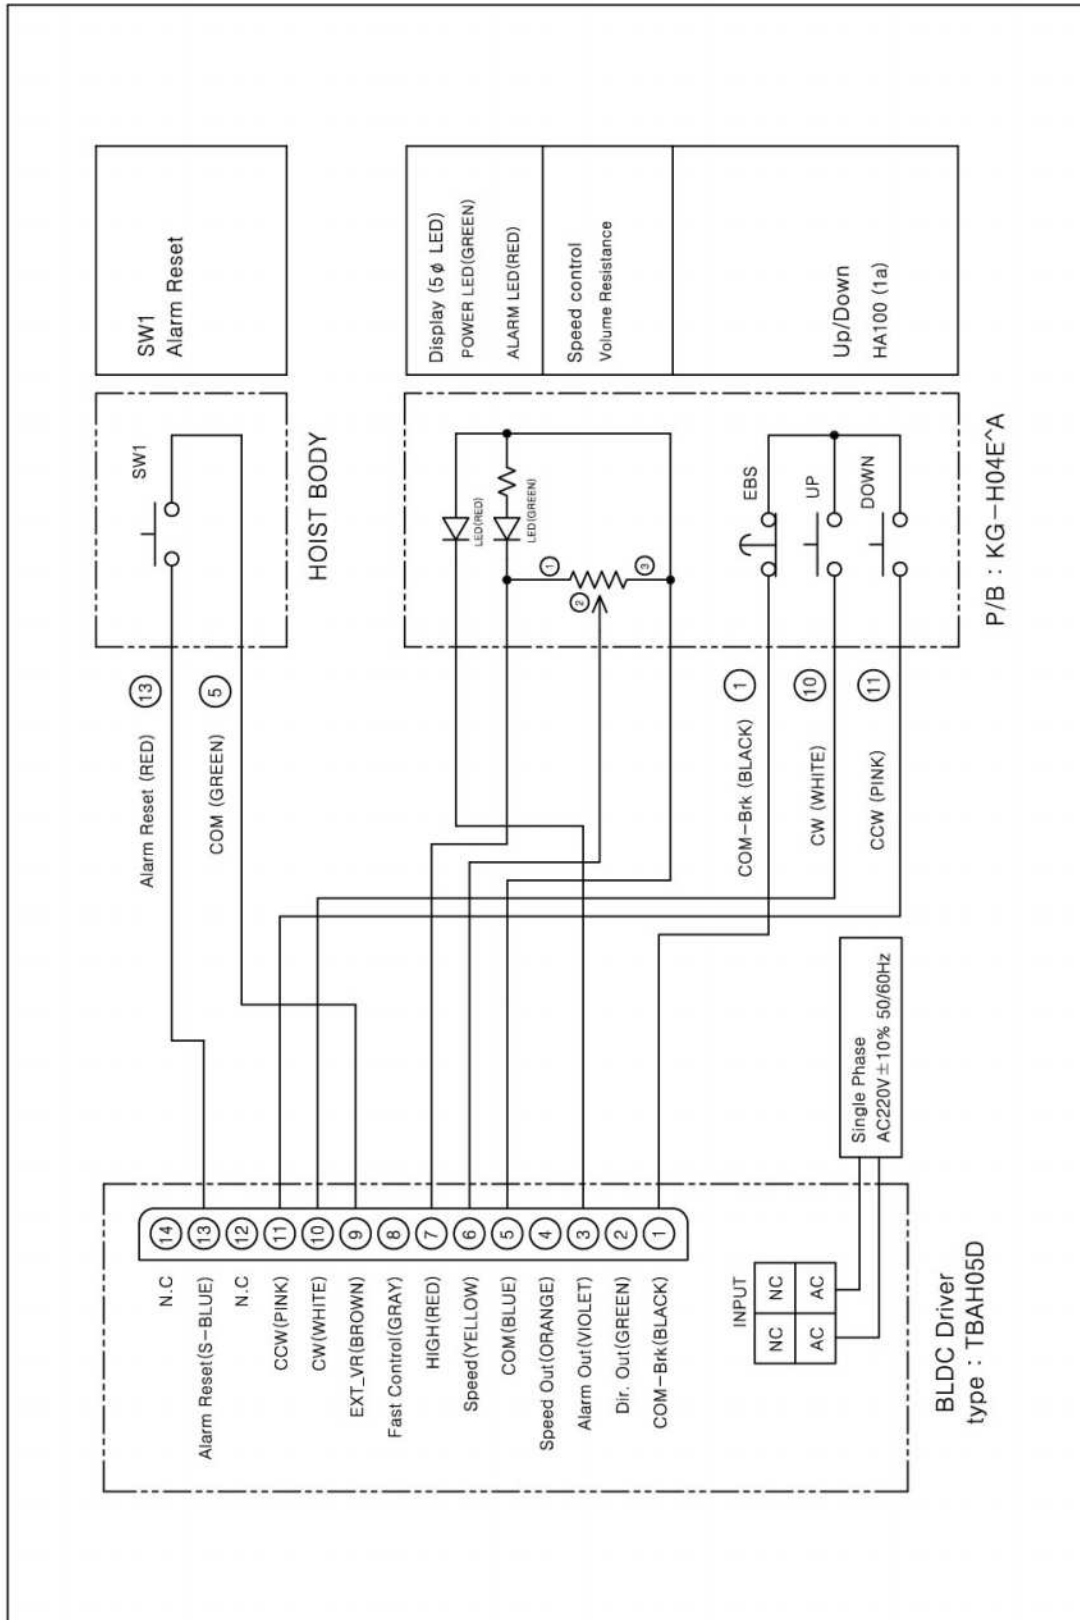 SW1
Alarm Reset
Display (5ø LED)
POWER LED(GREEN)
ALARM LED(RED)
Speed control
Volume Resistance
Up/Down
HA100 (1a)
SW1
HOIST BODY
LED(RED)
LED(GREEN)
1
2
3
EBS
UP
DOWN
P/B : KG-H04E^A
Alarm Reset (RED) 13
COM (GREEN) 5
COM-Brk (BLACK) 1
CW (WHITE) 10
CCW (PINK) 11
N.C 14
Alarm Reset(S-BLUE) 13
N.C 12
CCW(PINK) 11
CW(WHITE) 10
EXT_VR(BROWN) 9
Fast Control(GRAY) 8
HIGH(RED) 7
Speed(YELLOW) 6
COM(BLUE) 5
Speed Out(ORANGE) 4
Alarm Out(VIOLET) 3
Dir. Out(GREEN) 2
COM-Brk(BLACK) 1
INPUT
NC NC
AC AC
Single Phase
AC220V±10% 50/60Hz
BLDC Driver
type : TBAH05D